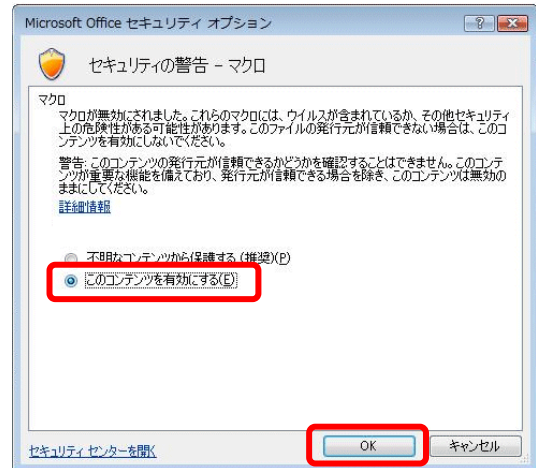 Microsoft Office セキュリティ オプション
セキュリティの警告 - マクロ
マクロ
マクロが無効にされました。これらのマクロには、ウイルスが含まれているか、その他セキュリティ
上の危険性がある可能性があります。このファイルの発行元が信頼できない場合は、このコ
ンテンツを有効にしないでください。
警告: このコンテンツの発行元が信頼できるかどうかを確認することはできません。このコンテ
ンツが重要な機能を備えており、発行元が信頼できる場合を除き、このコンテンツは無効の
ままにしてください。
詳細情報
不明なコンテンツから保護する (推奨)(P)
このコンテンツを有効にする(E)
セキュリティ センターを開く
OK
キャンセル